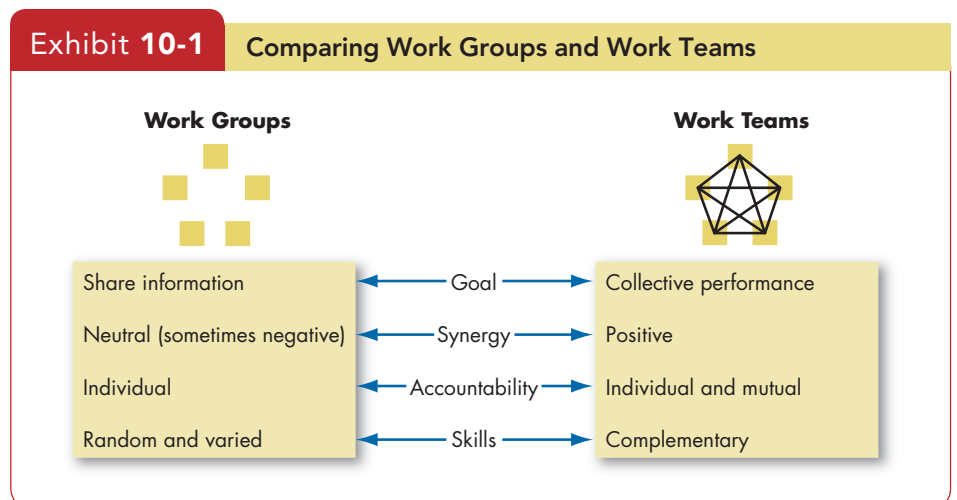 Exhibit 10-1 Comparing Work Groups and Work Teams
Work Groups Work Teams
Share information Goal Collective performance
Neutral (sometimes negative) Synergy Positive
Individual Accountability Individual and mutual
Random and varied Skills Complementary